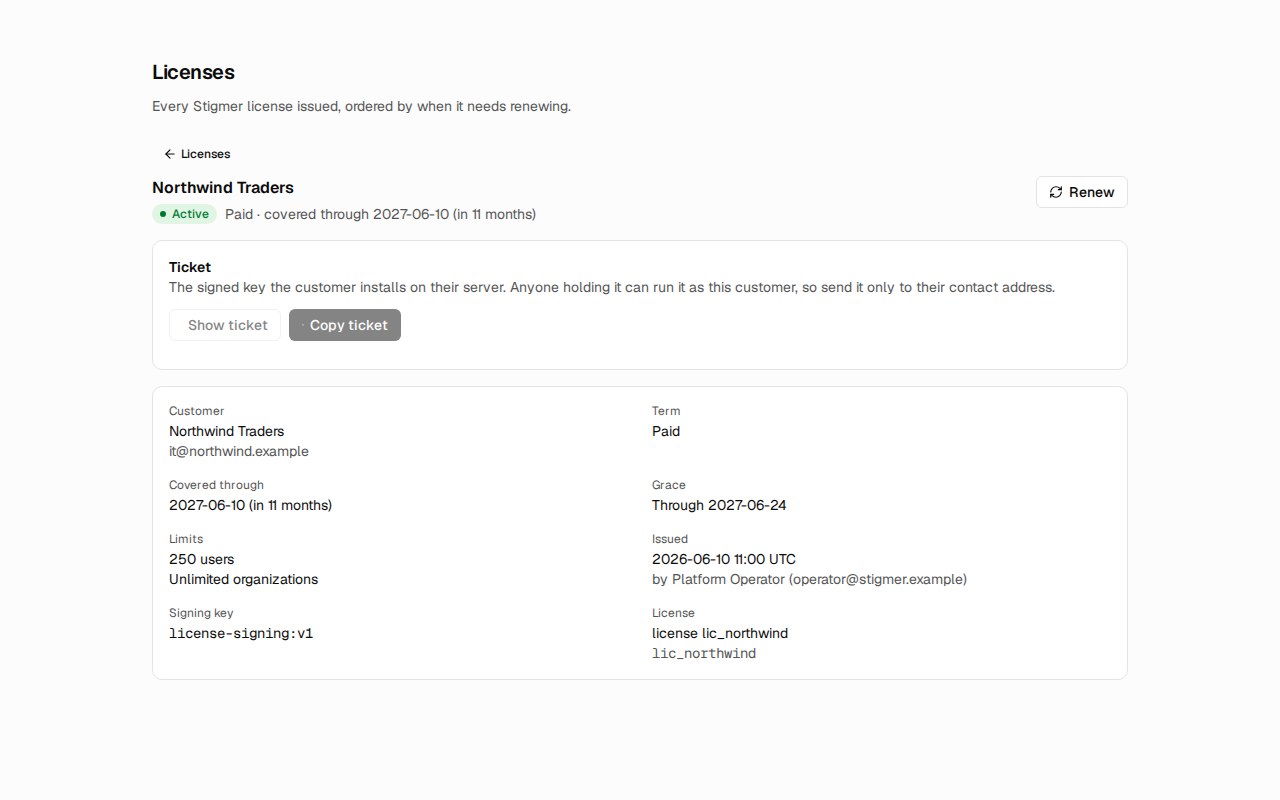 Licenses
Every Stigmer license issued, ordered by when it needs renewing.
Licenses
Northwind Traders
Renew
Active
Paid · covered through 2027-06-10 (in 11 months)
Ticket
The signed key the customer installs on their server. Anyone holding it can run it as this customer, so send it only to their contact address.
Show ticket
Copy ticket
Customer
Northwind Traders
it@northwind.example
Term
Paid
Covered through
2027-06-10 (in 11 months)
Grace
Through 2027-06-24
Limits
250 users
Unlimited organizations
Issued
2026-06-10 11:00 UTC
by Platform Operator (operator@stigmer.example)
Signing key
license-signing:v1
License
license lic_northwind
lic_northwind